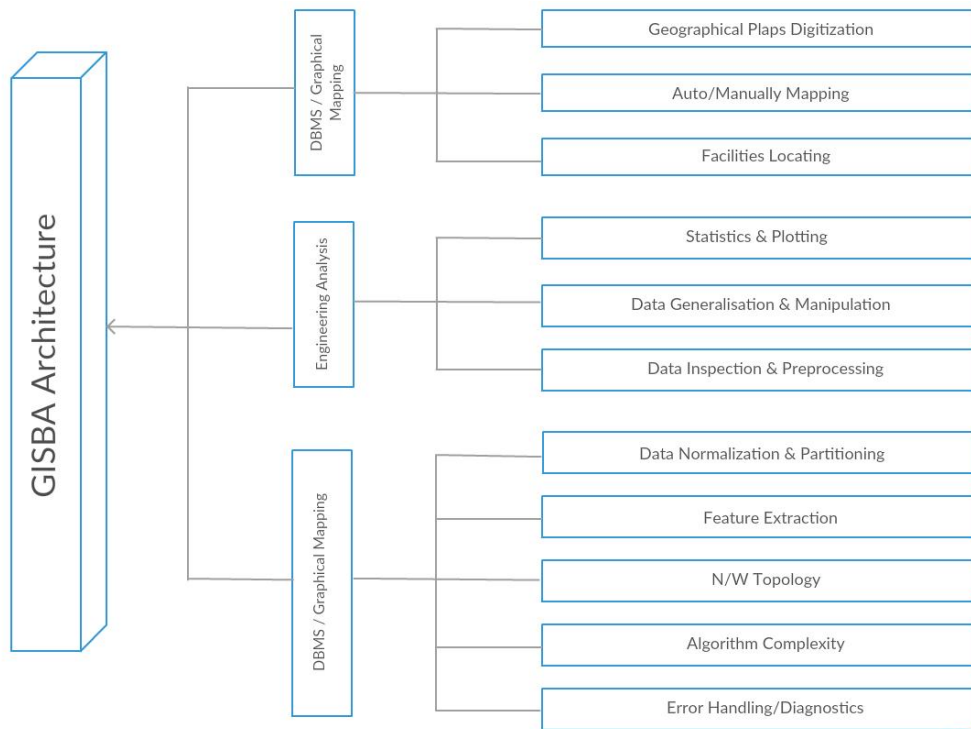 GISBA Architecture
DBMS / Graphical
Mapping
Geographical Plaps Digitization
Auto/Manually Mapping
Facilities Locating
Engineering Analysis
Statistics & Plotting
Data Generalisation & Manipulation
Data Inspection & Preprocessing
DBMS / Graphical Mapping
Data Normalization & Partitioning
Feature Extraction
N/W Topology
Algorithm Complexity
Error Handling/Diagnostics